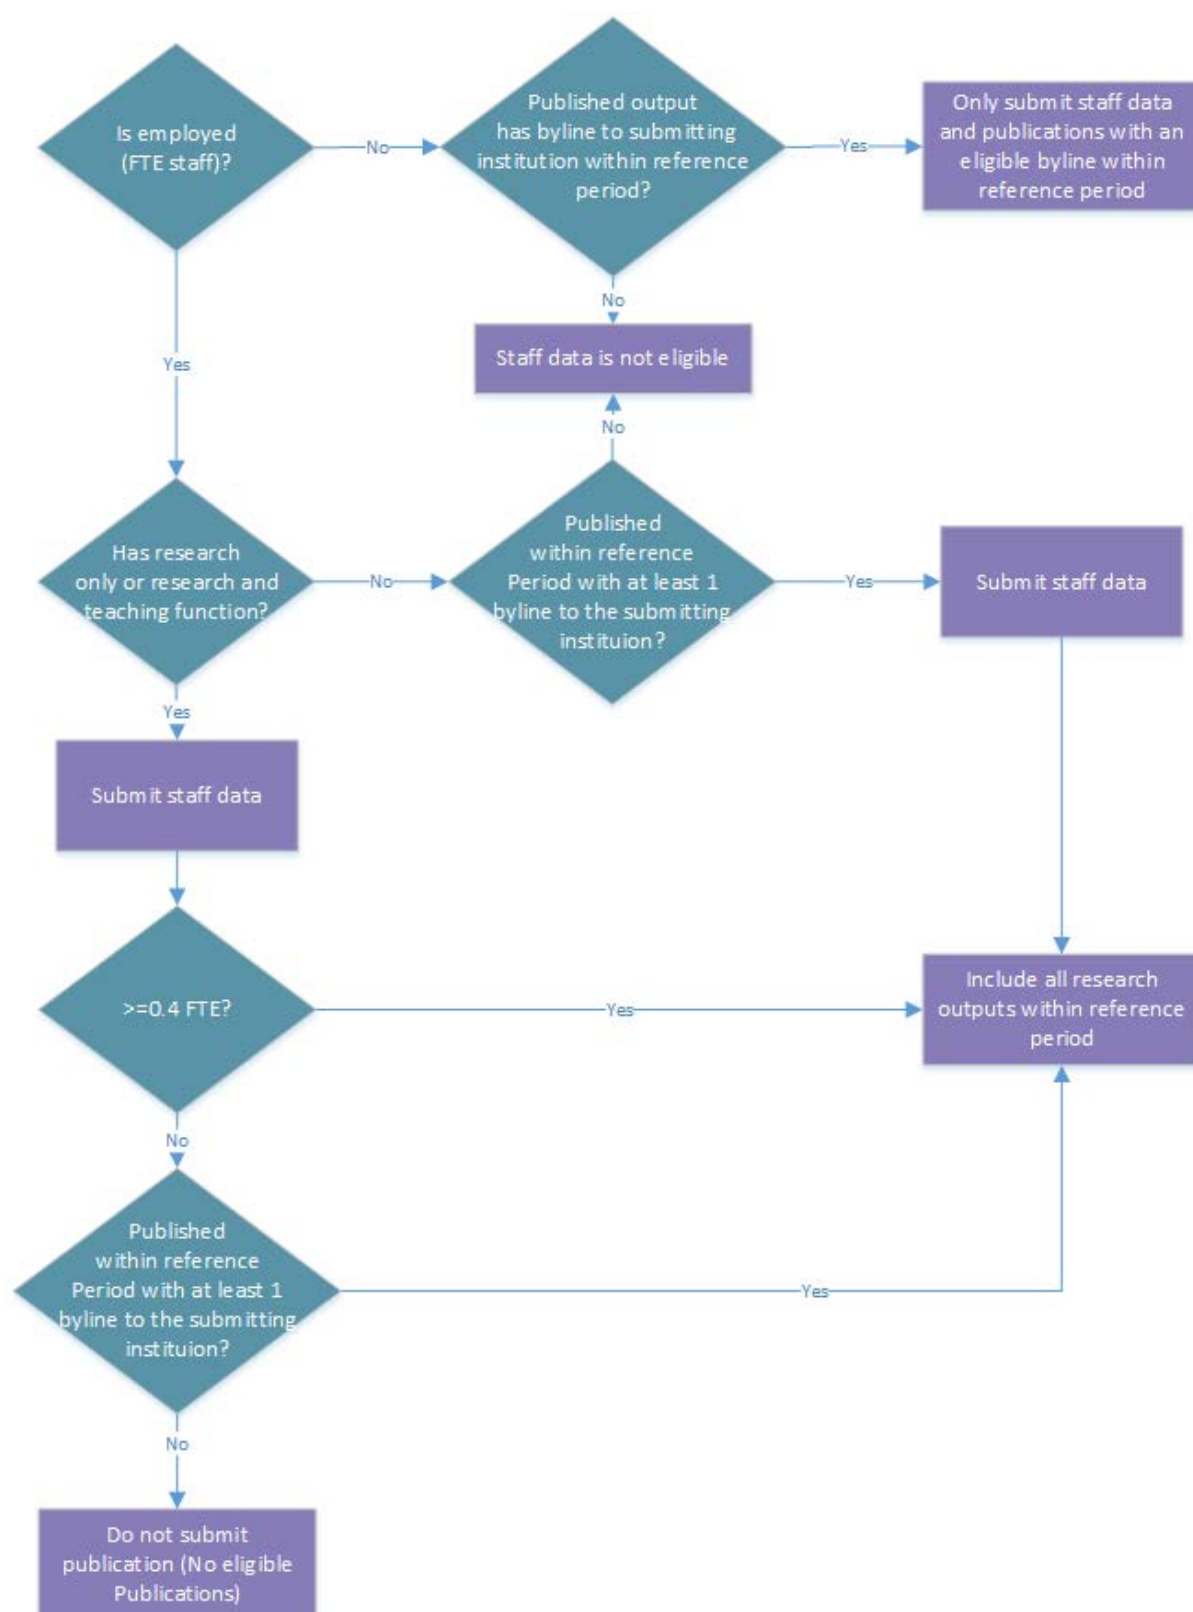 Is employed
(FTE staff)?
No
Published output
has byline to submitting
institution within reference
period?
Yes
Only submit staff data
and publications with an
eligible byline within
reference period
No
Staff data is not eligible
Yes
No
Has research
only or research and
teaching function?
No
Published
within reference
Period with at least 1
byline to the submitting
instituion?
Yes
Submit staff data
Yes
Submit staff data
>=0.4 FTE?
Yes
Include all research
outputs within reference
period
No
Published
within reference
Period with at least 1
byline to the submitting
instituion?
Yes
No
Do not submit
publication (No eligible
Publications)